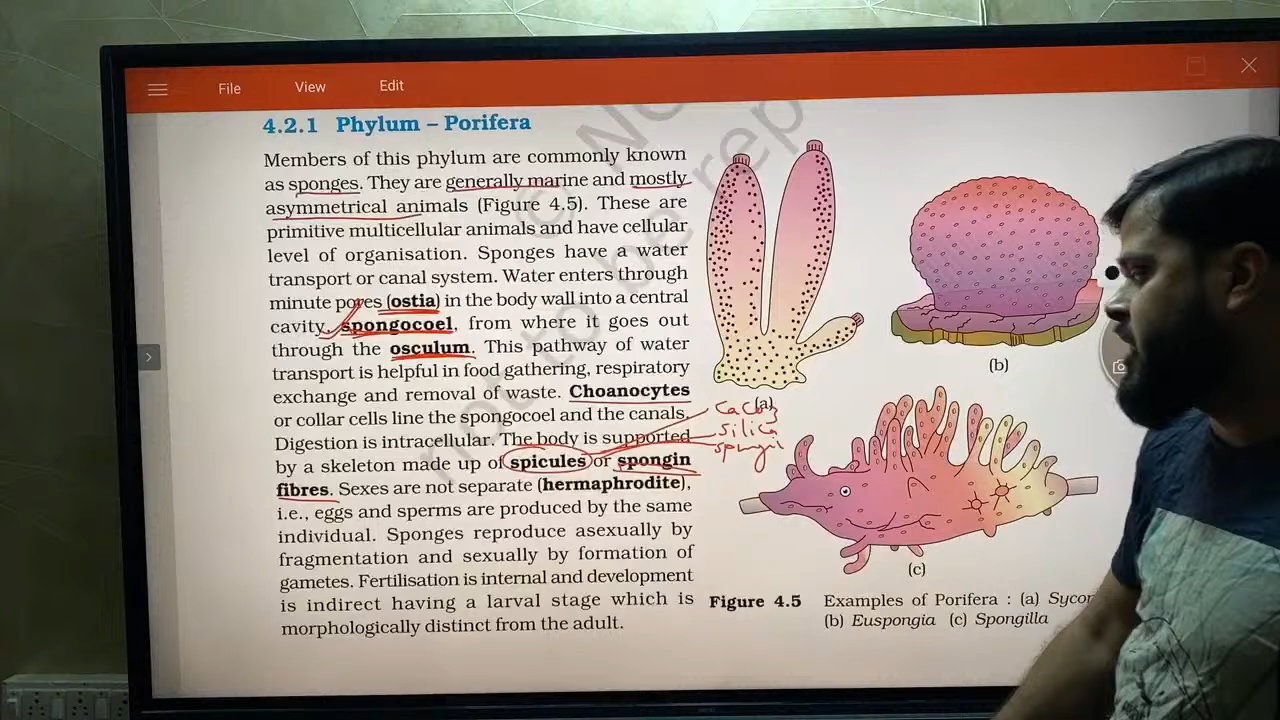 File View Edit
4.2.1 Phylum – Porifera
Members of this phylum are commonly known
as sponges. They are generally marine and mostly
asymmetrical animals (Figure 4.5). These are
primitive multicellular animals and have cellular
level of organisation. Sponges have a water
transport or canal system. Water enters through
minute pores (ostia) in the body wall into a central
cavity, spongocoel, from where it goes out
through the osculum. This pathway of water
transport is helpful in food gathering, respiratory
exchange and removal of waste. Choanocytes
or collar cells line the spongocoel and the canals.
Digestion is intracellular. The body is supported
by a skeleton made up of spicules or spongin
fibres. Sexes are not separate (hermaphrodite),
i.e., eggs and sperms are produced by the same
individual. Sponges reproduce asexually by
fragmentation and sexually by formation of
gametes. Fertilisation is internal and development
is indirect having a larval stage which is
morphologically distinct from the adult.
(a)
silica
(b)
(c)
Figure 4.5 Examples of Porifera : (a) Sycon
(b) Euspongia (c) Spongilla
not to be rep